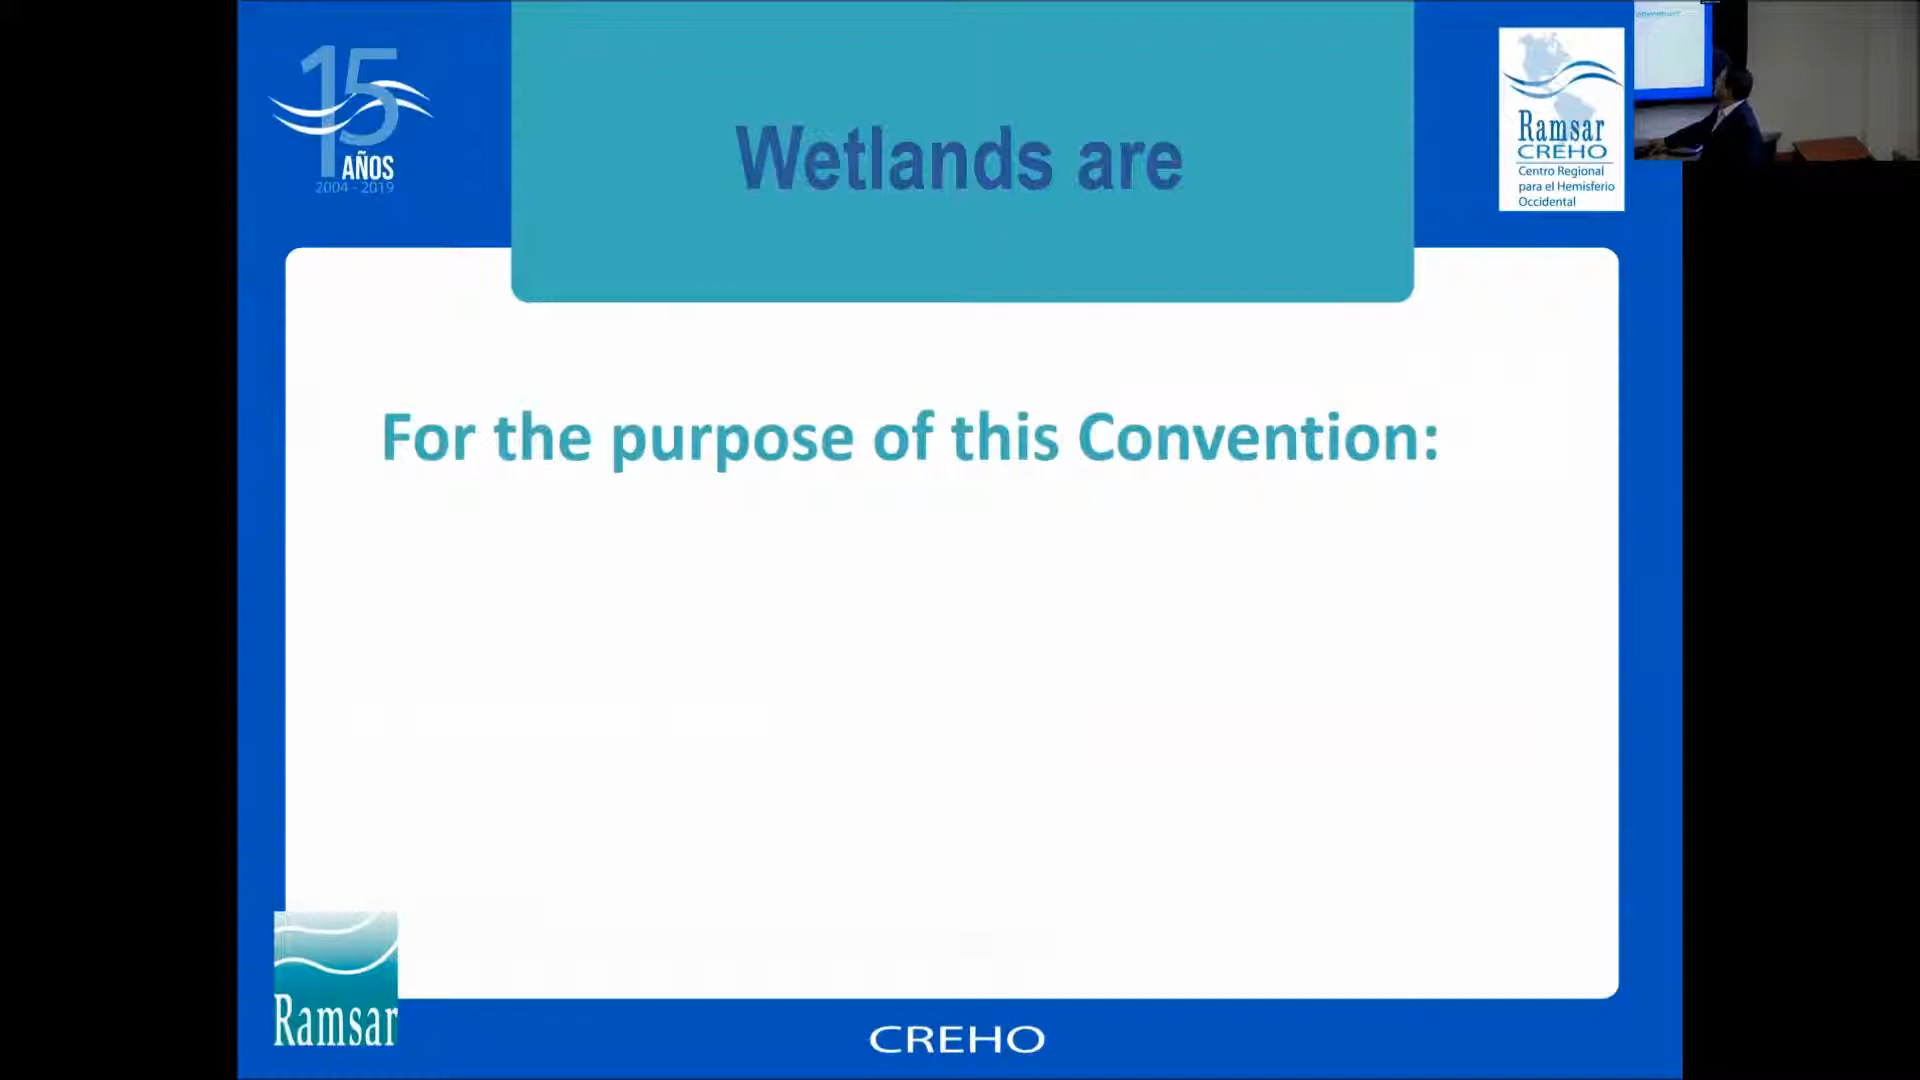 15
AÑOS
2004 - 2019
Wetlands are
Ramsar
CREHO
Centro Regional
para el Hemisferio
Occidental
For the purpose of this Convention:
Ramsar
CREHO